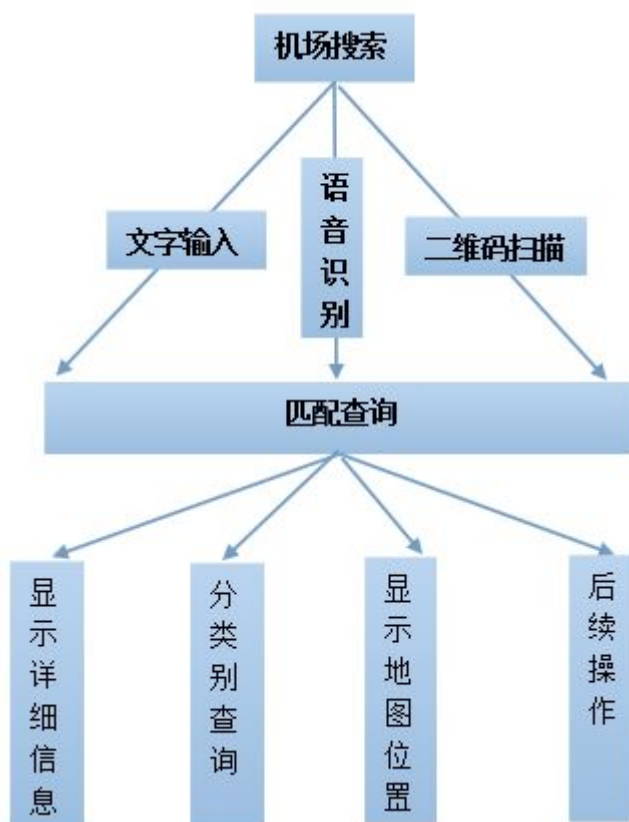 机场搜索
语音识别
文字输入
二维码扫描
匹配查询
显示详细信息
分类别查询
显示地图位置
后续操作